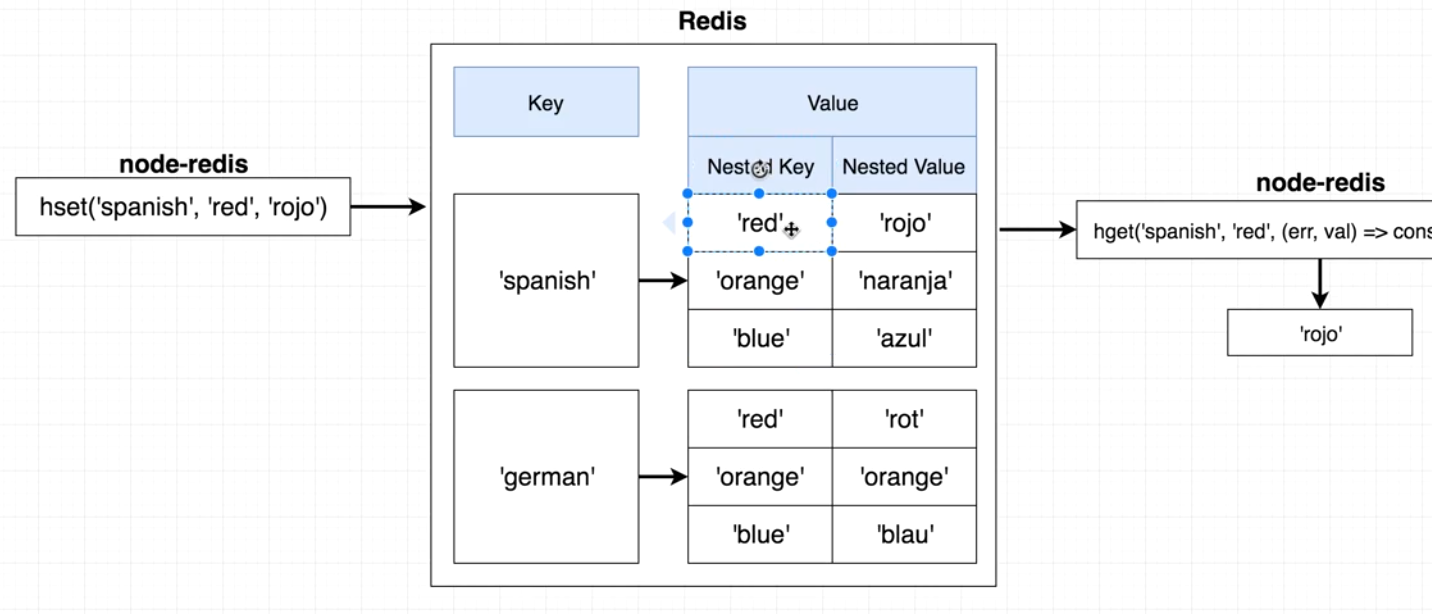 Redis
Key
Value
node-redis
Nested Key
Nested Value
hset('spanish', 'red', 'rojo')
'spanish'
'red'
'rojo'
'orange'
'naranja'
'blue'
'azul'
'german'
'red'
'rot'
'orange'
'orange'
'blue'
'blau'
node-redis
hget('spanish', 'red', (err, val) => cons
'rojo'